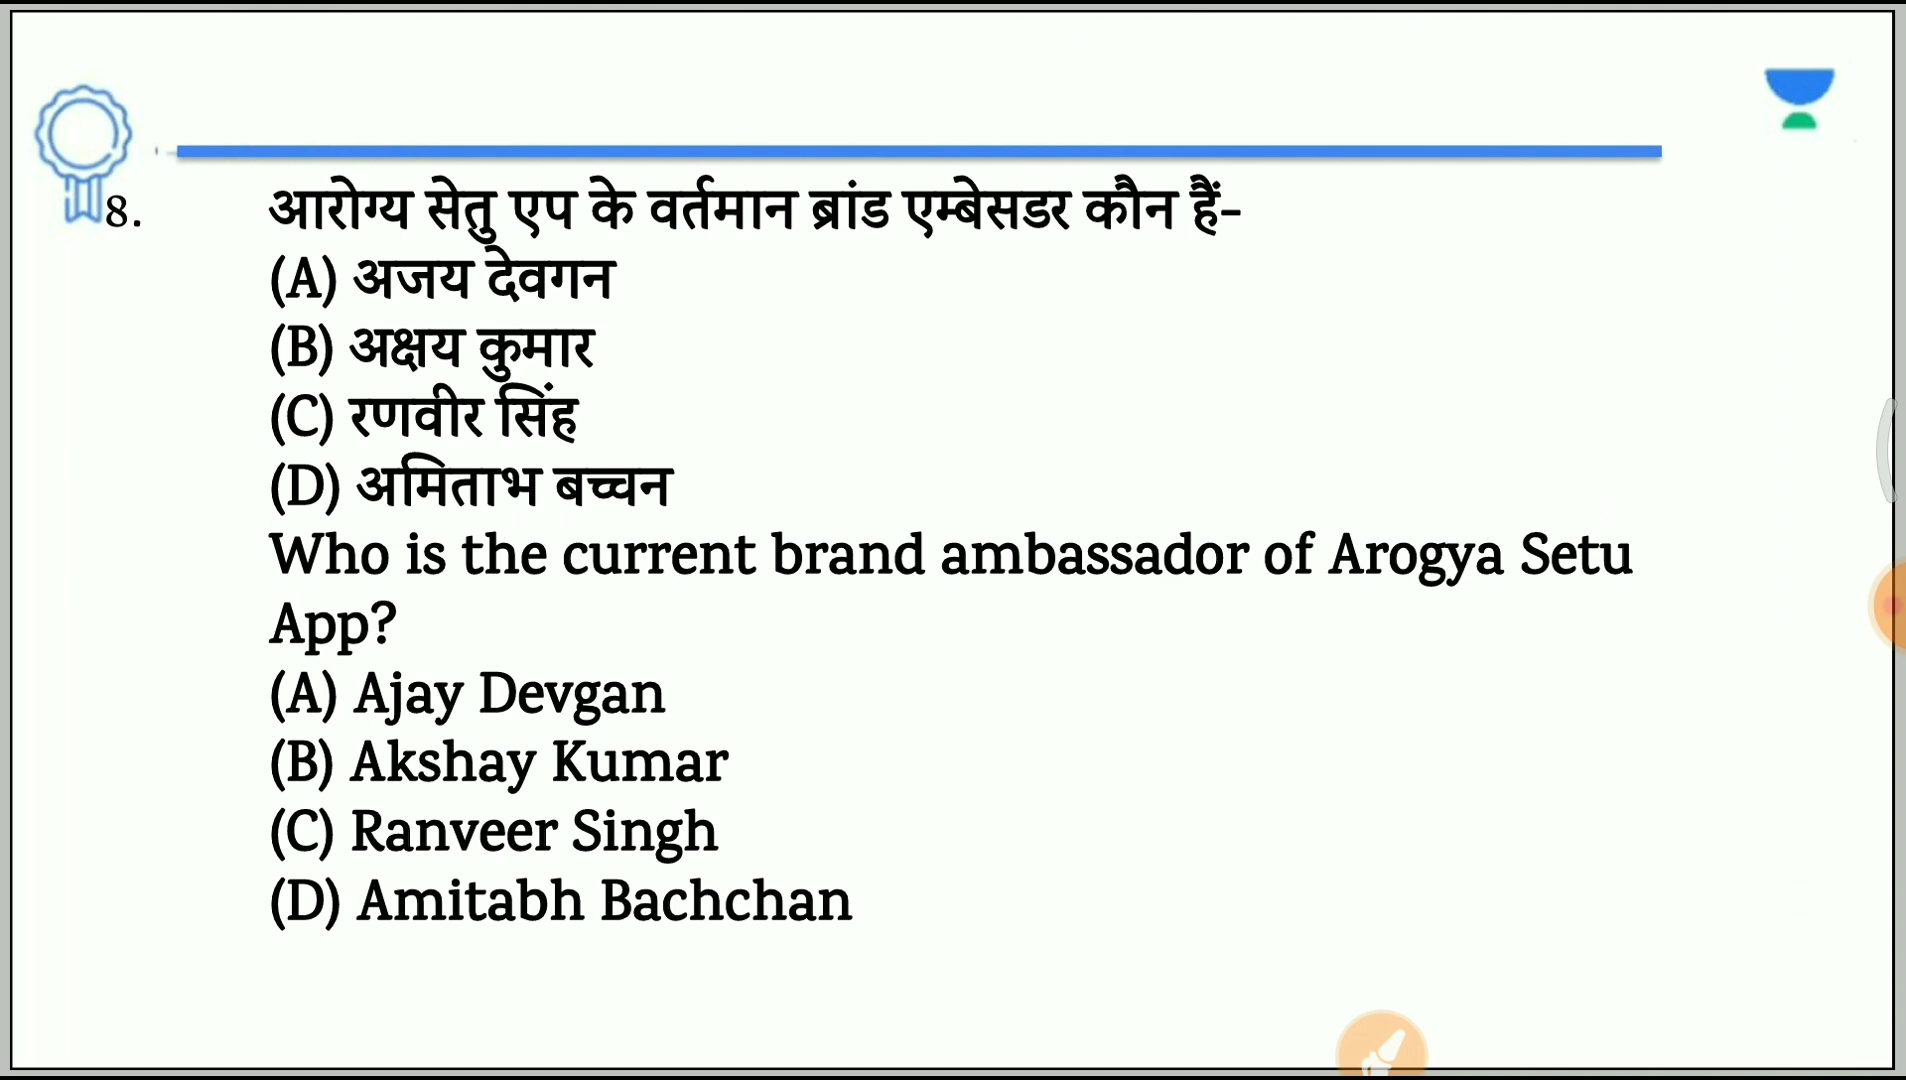 8. आरोग्य सेतु एप के वर्तमान ब्रांड एम्बेसडर कौन हैं-
(A) अजय देवगन
(B) अक्षय कुमार
(C) रणवीर सिंह
(D) अमिताभ बच्चन
Who is the current brand ambassador of Arogya Setu
App?
(A) Ajay Devgan
(B) Akshay Kumar
(C) Ranveer Singh
(D) Amitabh Bachchan